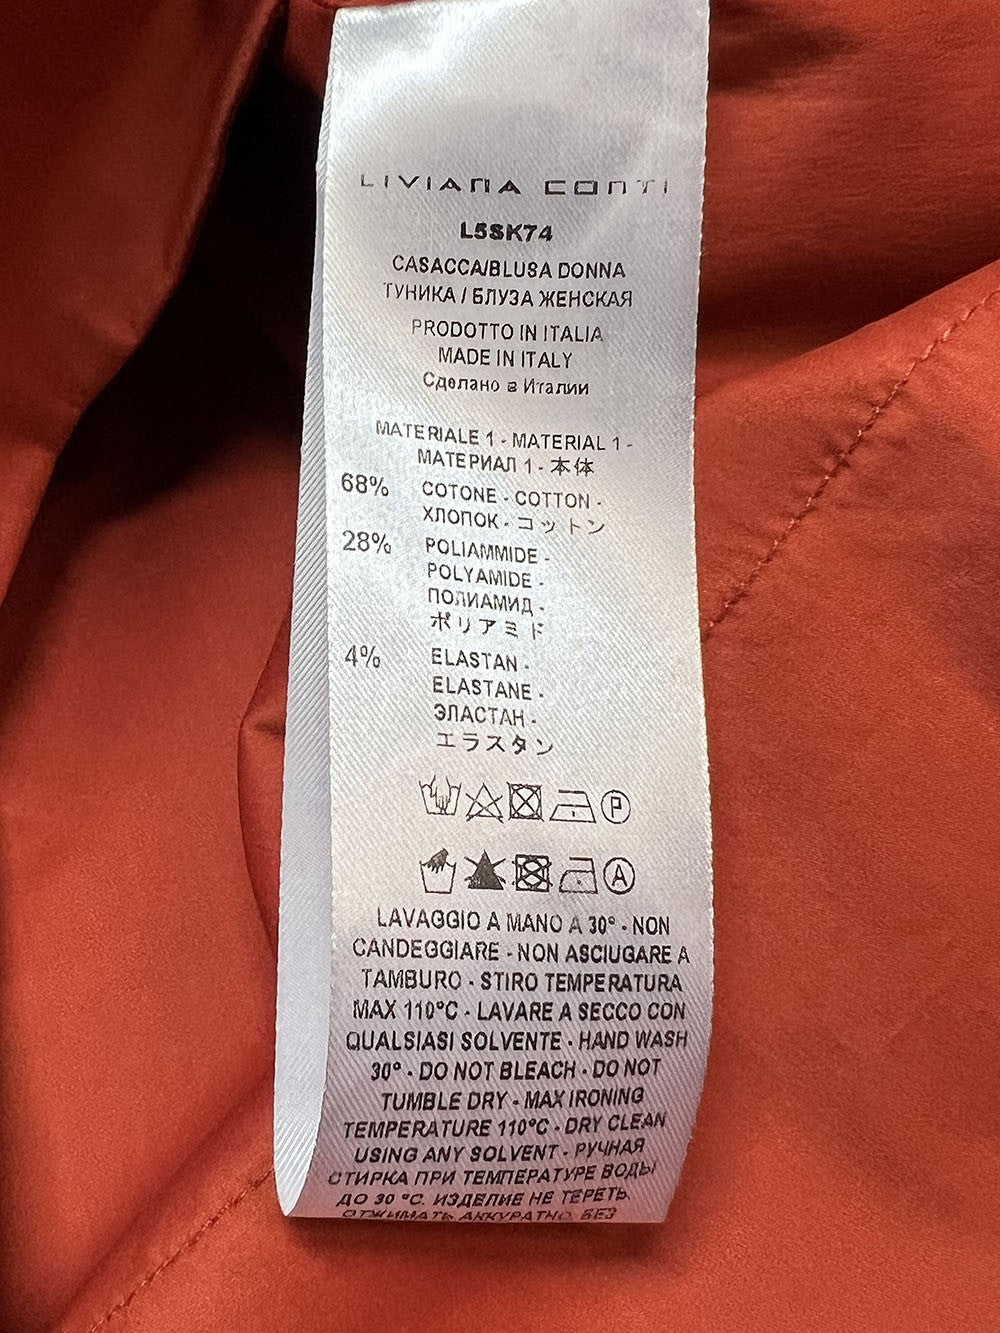 LIVIANA CONTI
L5SK74
CASACCA/BLUSA DONNA
ТУНИКА / БЛУЗА ЖЕНСКАЯ
PRODOTTO IN ITALIA
MADE IN ITALY
Сделано в Италии
MATERIALE 1 - MATERIAL 1 -
МАТЕРИАЛ 1 - 本体
68% COTONE - COTTON -
ХЛОПОК - コットン
28% POLIAMMIDE -
POLYAMIDE -
ПОЛИАМИД -
ポリアミド
4% ELASTAN -
ELASTANE -
ЭЛАСТАН -
エラスタン
P
A
LAVAGGIO A MANO A 30° - NON
CANDEGGIARE - NON ASCIUGARE A
TAMBURO - STIRO TEMPERATURA
MAX 110°C - LAVARE A SECCO CON
QUALSIASI SOLVENTE - HAND WASH
30° - DO NOT BLEACH - DO NOT
TUMBLE DRY - MAX IRONING
TEMPERATURE 110°C - DRY CLEAN
USING ANY SOLVENT - РУЧНАЯ
СТИРКА ПРИ ТЕМПЕРАТУРЕ ВОДЫ
ДО 30 °C. ИЗДЕЛИЕ НЕ ТЕРЕТЬ,
ОТЖИМАТЬ АККУРАТНО, БЕЗ